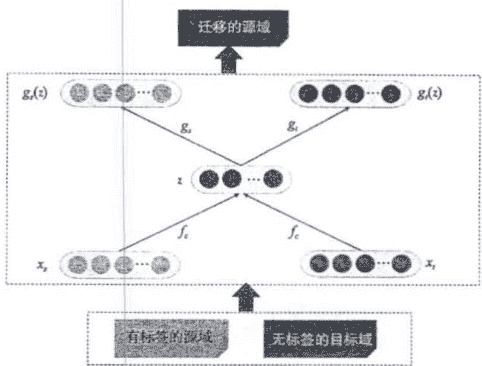 迁移的源域
gs(z) gt(z)
gs gt
z
fc fc
xs xt
有标签的源域 无标签的目标域